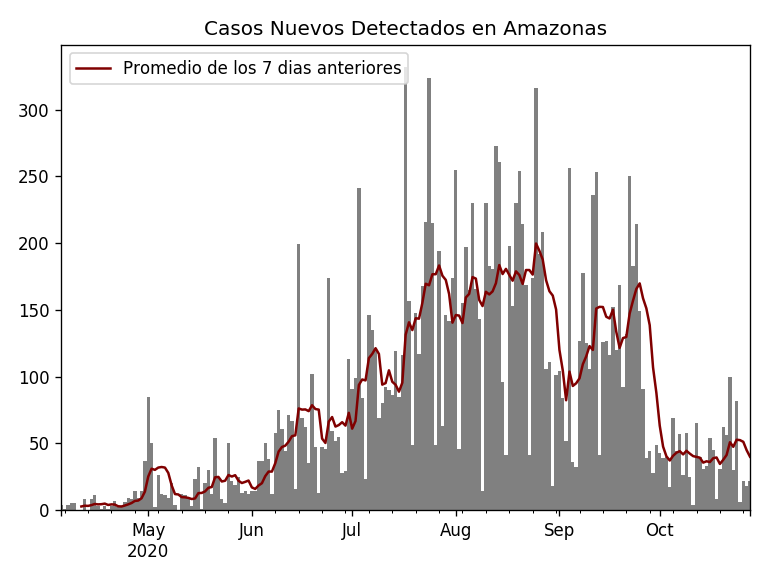 Casos Nuevos Detectados en Amazonas
Promedio de los 7 dias anteriores
300
250
200
150
100
50
0
May Jun Jul Aug Sep Oct
2020